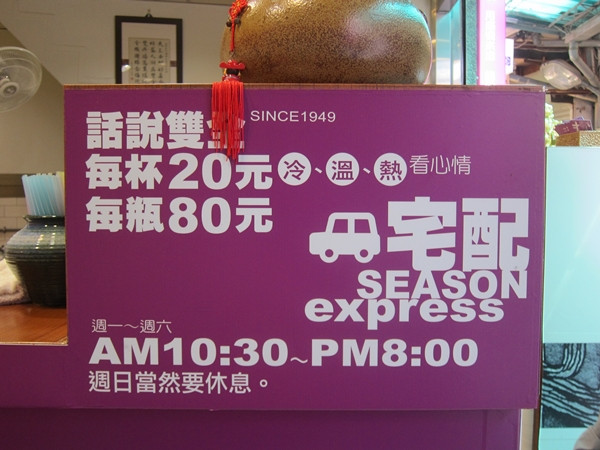 話說雙全
SINCE1949
每杯20元 冷、溫、熱 看心情
每瓶80元
宅配
SEASON
express
週一～週六
AM10:30～PM8:00
週日當然要休息。